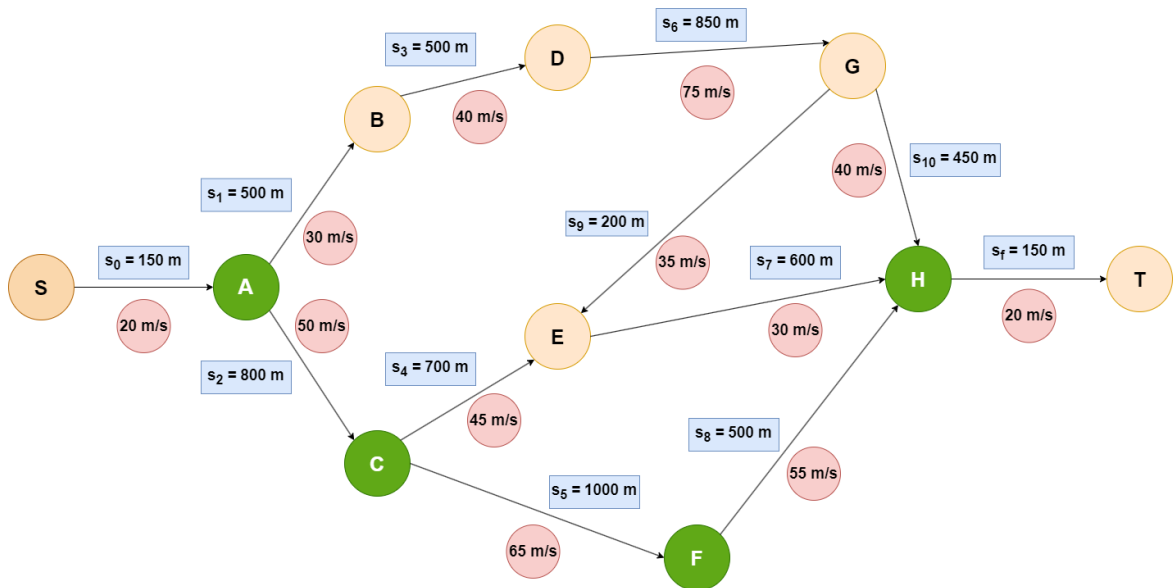 s6 = 850 m
s3 = 500 m
D
G
75 m/s
B
40 m/s
s10 = 450 m
40 m/s
s1 = 500 m
s9 = 200 m
30 m/s
s0 = 150 m
35 m/s
s7 = 600 m
sf = 150 m
S
A
H
T
20 m/s
50 m/s
20 m/s
E
30 m/s
s2 = 800 m
s4 = 700 m
45 m/s
s8 = 500 m
C
55 m/s
s5 = 1000 m
65 m/s
F